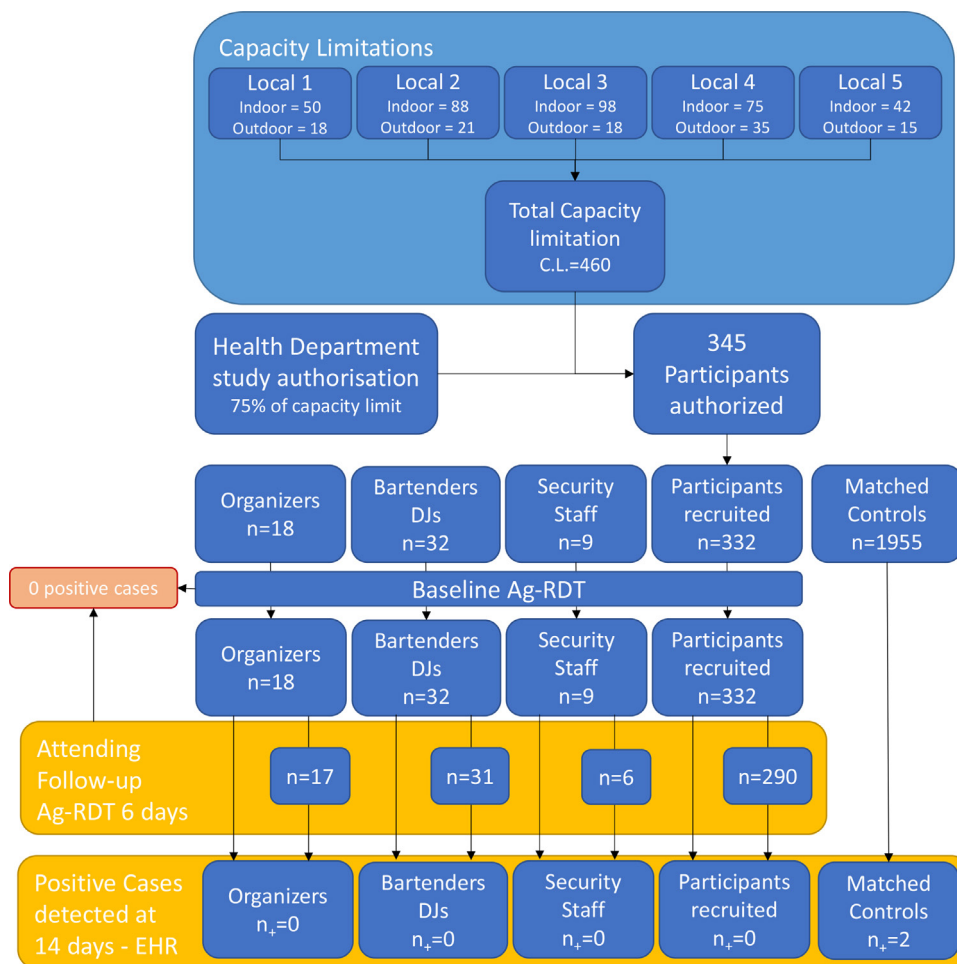 Capacity Limitations
Local 1
Indoor = 50
Outdoor = 18
Local 2
Indoor = 88
Outdoor = 21
Local 3
Indoor = 98
Outdoor = 18
Local 4
Indoor = 75
Outdoor = 35
Local 5
Indoor = 42
Outdoor = 15
Total Capacity
limitation
C.L.=460
Health Department
study authorisation
75% of capacity limit
345
Participants
authorized
Organizers
n=18
Bartenders
DJs
n=32
Security
Staff
n=9
Participants
recruited
n=332
Matched
Controls
n=1955
0 positive cases
Baseline Ag-RDT
Organizers
n=18
Bartenders
DJs
n=32
Security
Staff
n=9
Participants
recruited
n=332
Attending
Follow-up
Ag-RDT 6 days
n=17
n=31
n=6
n=290
Positive Cases
detected at
14 days - EHR
Organizers
n₊=0
Bartenders
DJs
n₊=0
Security
Staff
n₊=0
Participants
recruited
n₊=0
Matched
Controls
n₊=2